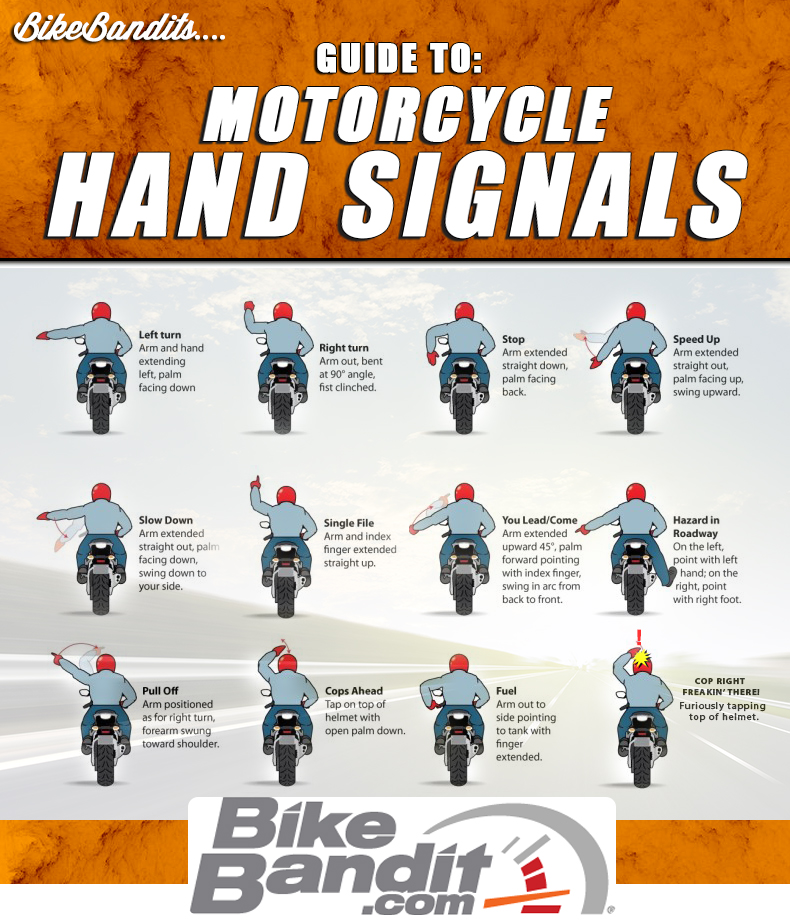 BikeBandits....
GUIDE TO:
MOTORCYCLE
HAND SIGNALS
Left turn
Arm and hand
extending
left, palm
facing down
Right turn
Arm out, bent
at 90° angle,
fist clinched.
Stop
Arm extended
straight down,
palm facing
back.
Speed Up
Arm extended
straight out,
palm facing up,
swing upward.
Slow Down
Arm extended
straight out, palm
facing down,
swing down to
your side.
Single File
Arm and index
finger extended
straight up.
You Lead/Come
Arm extended
upward 45°, palm
forward pointing
with index finger,
swing in arc from
back to front.
Hazard in
Roadway
On the left,
point with left
hand; on the
right, point
with right foot.
Pull Off
Arm positioned
as for right turn,
forearm swung
toward shoulder.
Cops Ahead
Tap on top of
helmet with
open palm down.
Fuel
Arm out to
side pointing
to tank with
finger
extended.
!
COP RIGHT
FREAKIN' THERE!
Furiously tapping
top of helmet.
Bike
Bandit
.com
®